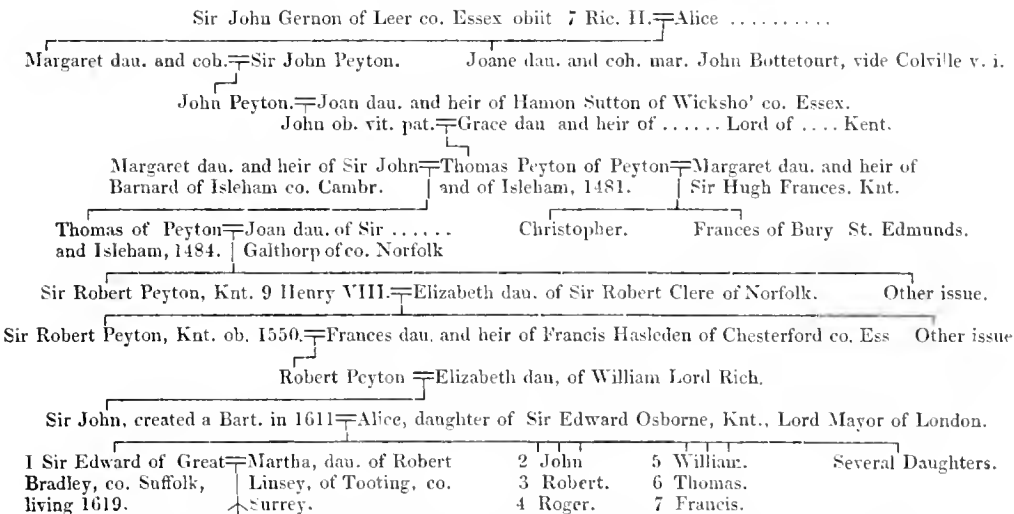 Sir John Gernon of Leer co. Essex obiit 7 Ric. II.=Alice ..........
Margaret dau. and coh.=Sir John Peyton. Joane dau. and coh. mar. John Bottetourt, vide Colville v. i.
John Peyton.=Joan dau. and heir of Hamon Sutton of Wicksho' co. Essex.
John ob. vit. pat.=Grace dau and heir of ...... Lord of .... Kent.
Margaret dau. and heir of Sir John=Thomas Peyton of Peyton=Margaret dau. and heir of
Barnard of Isleham co. Cambr. and of Isleham, 1481. Sir Hugh Frances. Knt.
Thomas of Peyton=Joan dau. of Sir ...... Christopher. Frances of Bury St. Edmunds.
and Isleham, 1484. Galthorp of co. Norfolk
Sir Robert Peyton, Knt. 9 Henry VIII.=Elizabeth dau. of Sir Robert Clere of Norfolk. Other issue.
Sir Robert Peyton, Knt. ob. 1550.=Frances dau. and heir of Francis Hasleden of Chesterford co. Ess Other issue
Robert Peyton =Elizabeth dau, of William Lord Rich.
Sir John, created a Bart. in 1611=Alice, daughter of Sir Edward Osborne, Knt., Lord Mayor of London.
1 Sir Edward of Great=Martha, dau. of Robert 2 John 5 William. Several Daughters.
Bradley, co. Suffolk, Linsey, of Tooting, co. 3 Robert. 6 Thomas.
living 1619. Surrey. 4 Roger. 7 Francis.